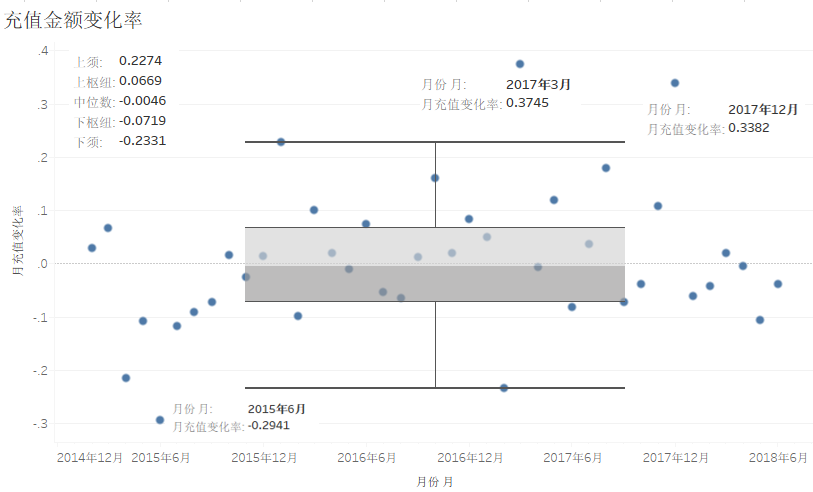 充值金额变化率
.4
上须: 0.2274
上枢纽: 0.0669
中位数: -0.0046
下枢纽: -0.0719
下须: -0.2331
月份 月: 2017年3月
月充值变化率: 0.3745
月份 月: 2017年12月
月充值变化率: 0.3382
.3
.2
.1
.0
-.1
-.2
-.3
月充值变化率
月份 月: 2015年6月
月充值变化率: -0.2941
2014年12月 2015年6月 2015年12月 2016年6月 2016年12月 2017年6月 2017年12月 2018年6月
月份 月